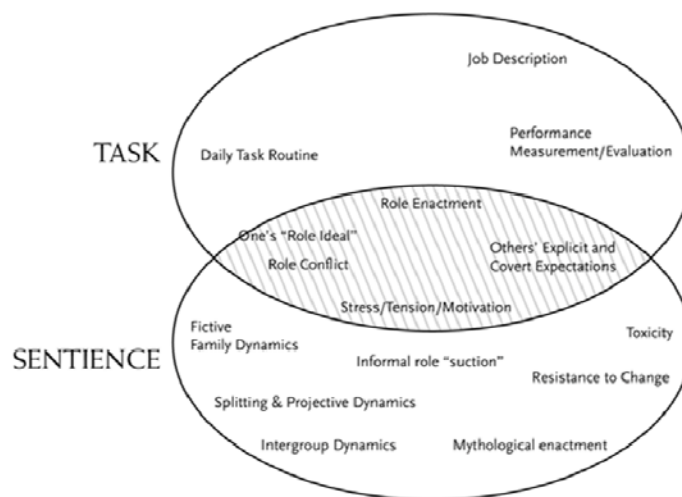 Job Description
TASK
Daily Task Routine
Performance
Measurement/Evaluation
Role Enactment
One's "Role Ideal"
Role Conflict
Others' Explicit and
Covert Expectations
Stress/Tension/Motivation
Fictive
Family Dynamics
Toxicity
SENTIENCE
Informal role "suction"
Resistance to Change
Splitting & Projective Dynamics
Intergroup Dynamics
Mythological enactment